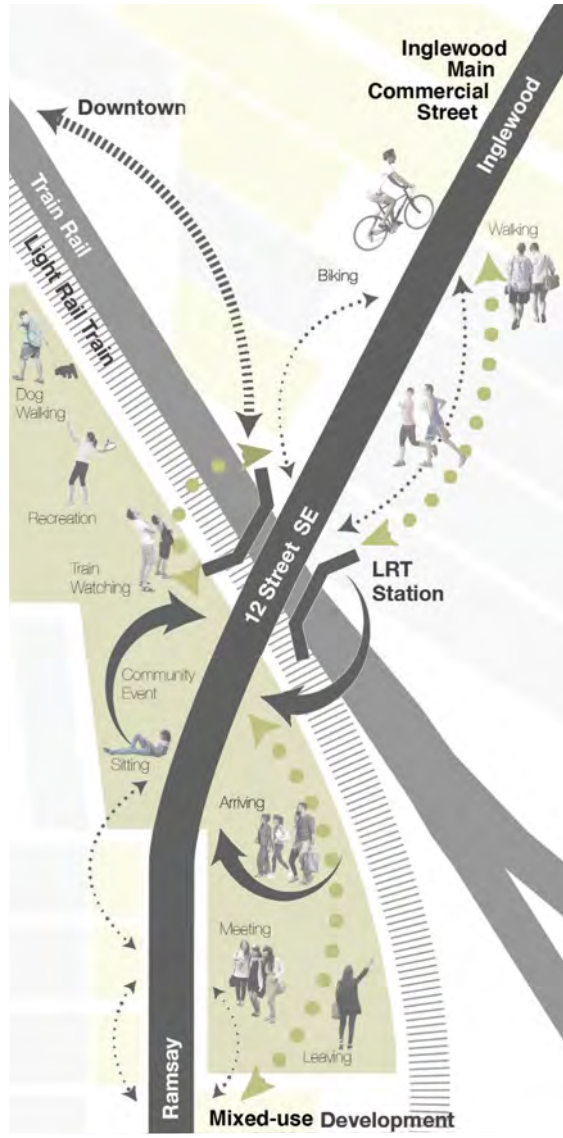 Inglewood
Main
Commercial
Street
Downtown
Inglewood
Train Rail
Light Rail Train
Walking
Biking
Dog
Walking
Recreation
Train
Watching
12 Street SE
LRT
Station
Community
Event
Sitting
Arriving
Meeting
Leaving
Ramsay
Mixed-use Development